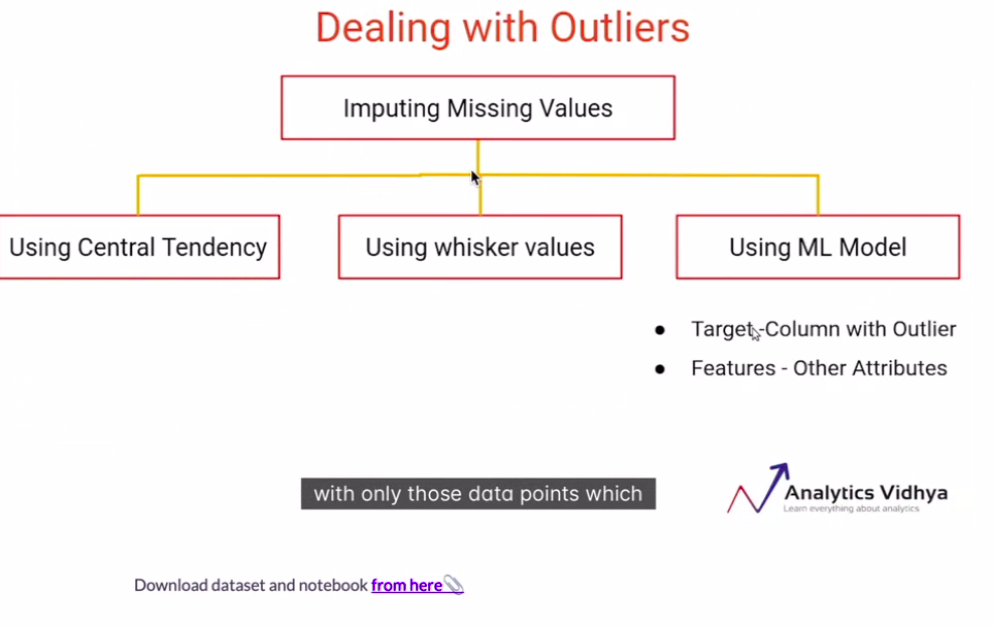 Dealing with Outliers
Imputing Missing Values
Using Central Tendency
Using whisker values
Using ML Model
● Target -Column with Outlier
● Features - Other Attributes
with only those data points which
Analytics Vidhya
Learn everything about analytics
Download dataset and notebook from here📎